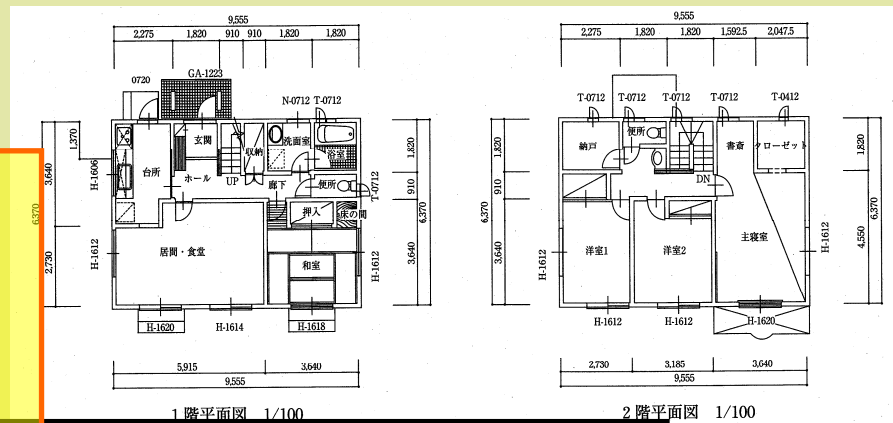 9,555
2,275 1,820 910 910 1,820 1,820
GA-1223
0720
N-0712 T-0712
玄関
収納
洗面室
浴室
台所
ホール
UP
廊下
便所
T-0712
押入
床の間
居間・食堂
和室
1,370
3,640
6,370
2,730
H-1606
H-1612
1,820
910
6,370
3,640
H-1612
H-1620
H-1614
H-1618
5,915 3,640
9,555
1階平面図 1/100
9,555
2,275 1,820 1,820 1,592.5 2,047.5
T-0712 T-0712 T-0712 T-0712 T-0412
納戸
便所
書斎
クローゼット
DN
洋室1
洋室2
主寝室
1,820
910
6,370
3,640
H-1612
1,820
6,370
4,550
H-1612
H-1612
H-1612
H-1620
2,730 3,185 3,640
9,555
2階平面図 1/100